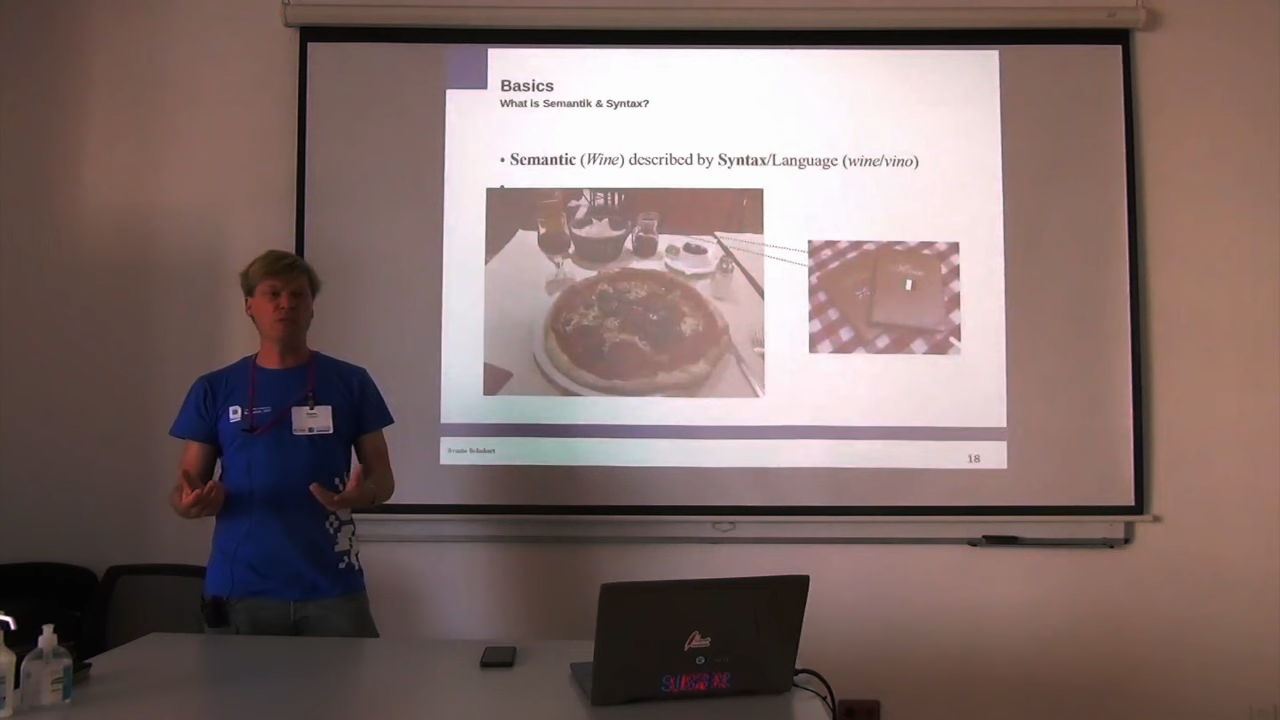 Basics
What is Semantik & Syntax?
• Semantic (Wine) described by Syntax/Language (wine/vino)
•
18